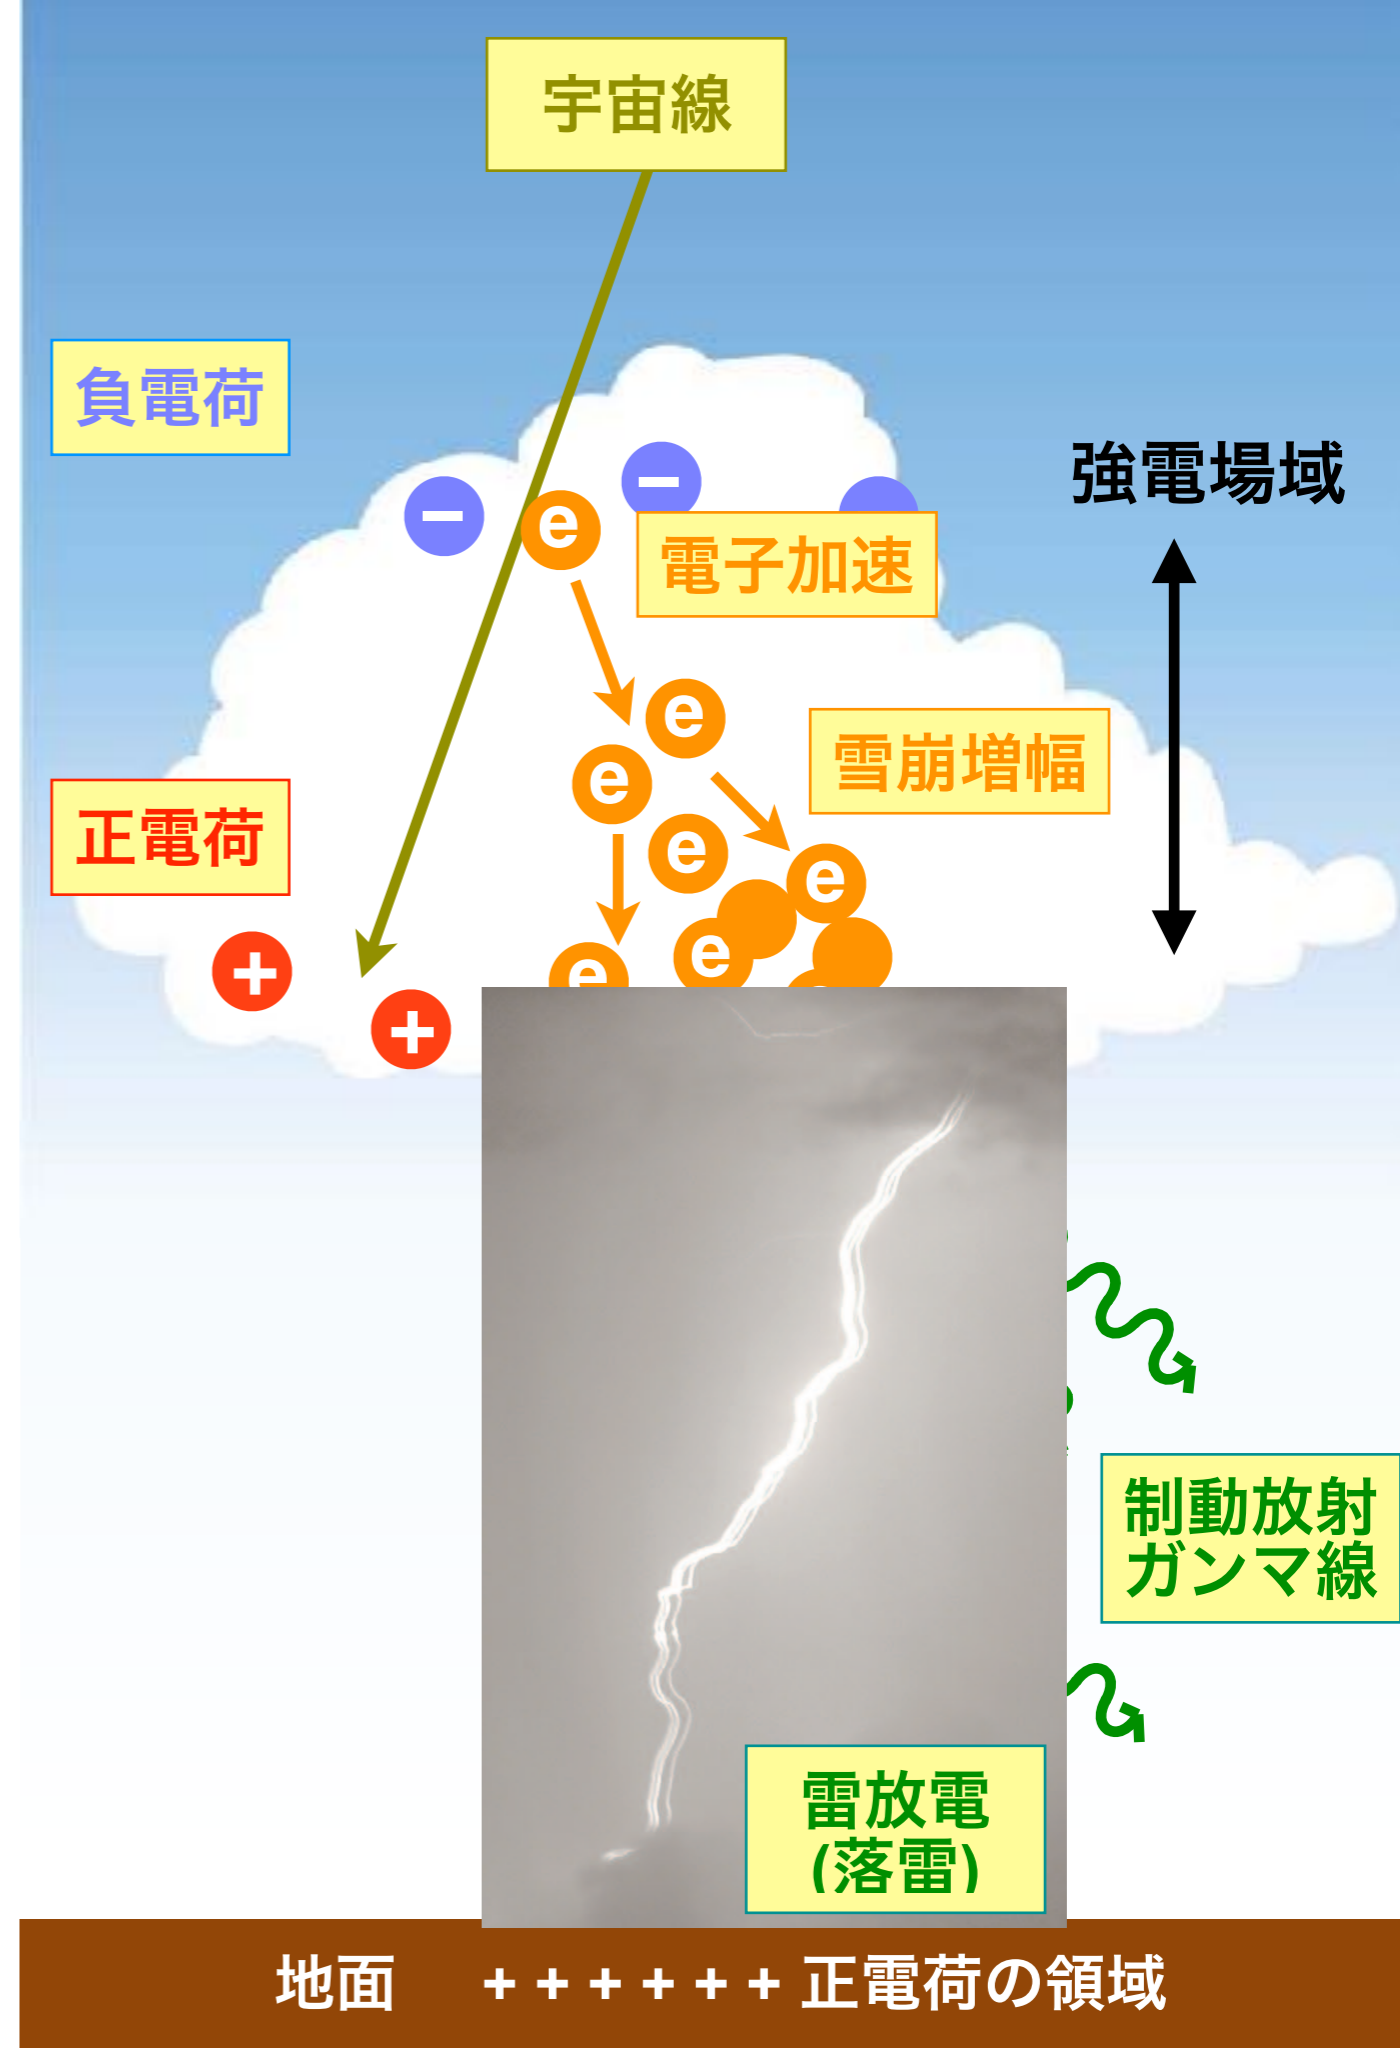 宇宙線
負電荷
強電場域
−
−
e
電子加速
e
雪崩増幅
e
正電荷
e
e
+
e
e
+
制動放射
ガンマ線
雷放電
(落雷)
地面 + + + + + + 正電荷の領域